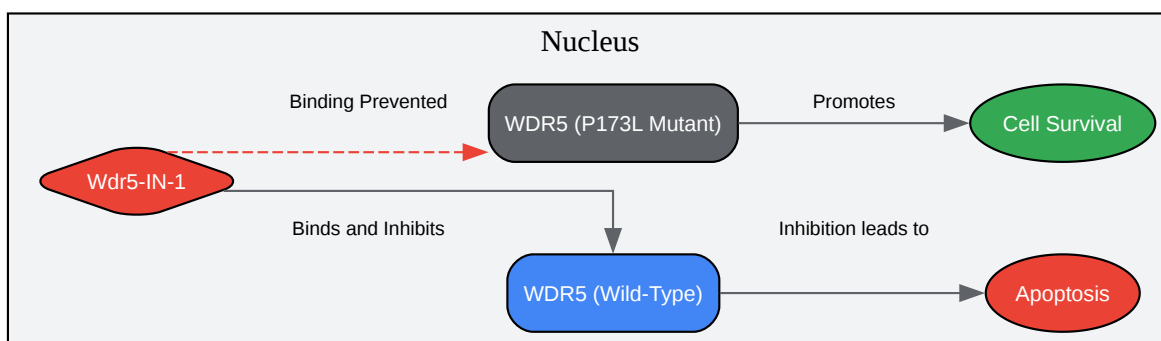 Nucleus
Binding Prevented
WDR5 (P173L Mutant)
Promotes
Cell Survival
Wdr5-IN-1
Binds and Inhibits
Inhibition leads to
WDR5 (Wild-Type)
Apoptosis